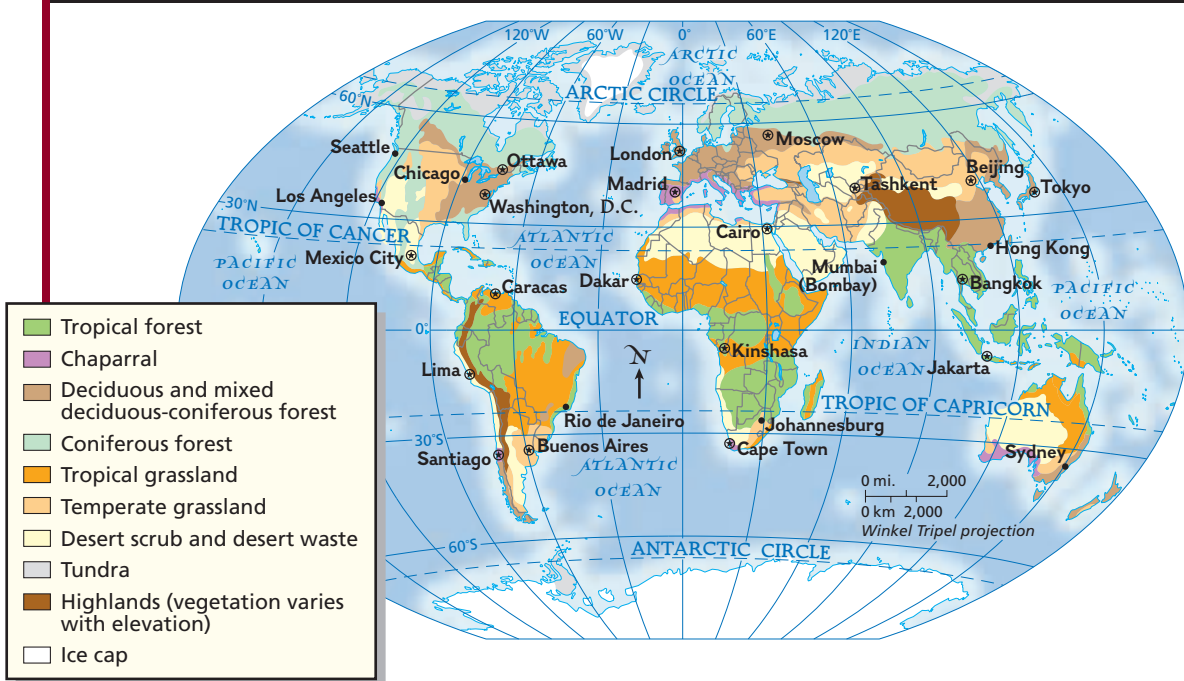 120°W 60°W 0° 60°E 120°E
ARCTIC
OCEAN
ARCTIC CIRCLE
60°N
Seattle
Ottawa
London
Moscow
Chicago
Beijing
Madrid
Tashkent
Tokyo
Los Angeles
Washington, D.C.
30°N
TROPIC OF CANCER
ATLANTIC
OCEAN
Cairo
Hong Kong
Mexico City
PACIFIC
OCEAN
Dakar
Mumbai
(Bombay)
Bangkok
PACIFIC
OCEAN
Caracas
EQUATOR
0°
N
Kinshasa
INDIAN
OCEAN
Jakarta
Lima
TROPIC OF CAPRICORN
Rio de Janeiro
Johannesburg
30°S
Buenos Aires
Cape Town
Santiago
Sydney
ATLANTIC
OCEAN
0 mi. 2,000
0 km 2,000
Winkel Tripel projection
60°S
ANTARCTIC CIRCLE
Tropical forest
Chaparral
Deciduous and mixed
deciduous-coniferous forest
Coniferous forest
Tropical grassland
Temperate grassland
Desert scrub and desert waste
Tundra
Highlands (vegetation varies
with elevation)
Ice cap